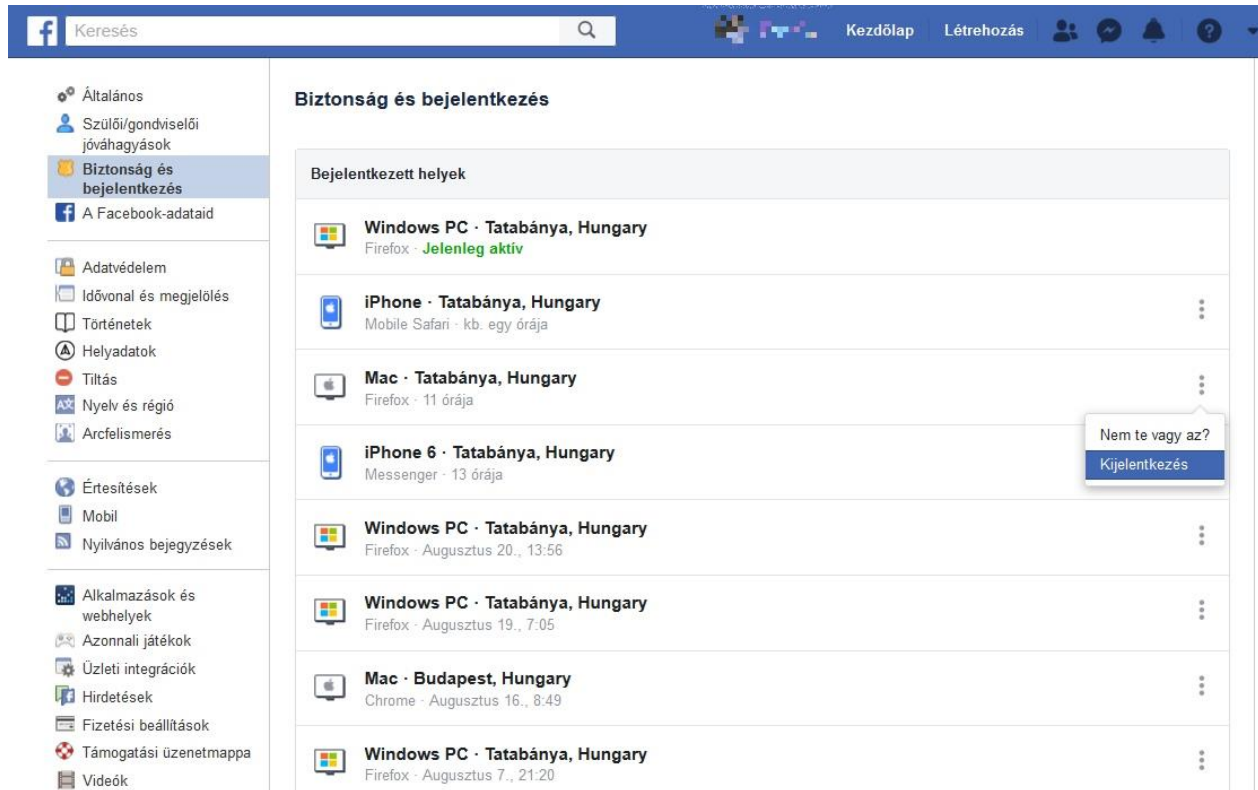 Keresés
Kezdőlap
Létrehozás
Általános
Szülői/gondviselői
jóváhagyások
Biztonság és
bejelentkezés
A Facebook-adataid
Adatvédelem
Idővonal és megjelölés
Történetek
Helyadatok
Tiltás
Nyelv és régió
Arcfelismerés
Értesítések
Mobil
Nyilvános bejegyzések
Alkalmazások és
webhelyek
Azonnali játékok
Üzleti integrációk
Hirdetések
Fizetési beállítások
Támogatási üzenetmappa
Videók
Biztonság és bejelentkezés
Bejelentkezett helyek
Windows PC · Tatabánya, Hungary
Firefox · Jelenleg aktív
iPhone · Tatabánya, Hungary
Mobile Safari · kb. egy órája
Mac · Tatabánya, Hungary
Firefox · 11 órája
Nem te vagy az?
Kijelentkezés
iPhone 6 · Tatabánya, Hungary
Messenger · 13 órája
Windows PC · Tatabánya, Hungary
Firefox · Augusztus 20., 13:56
Windows PC · Tatabánya, Hungary
Firefox · Augusztus 19., 7:05
Mac · Budapest, Hungary
Chrome · Augusztus 16., 8:49
Windows PC · Tatabánya, Hungary
Firefox · Augusztus 7., 21:20